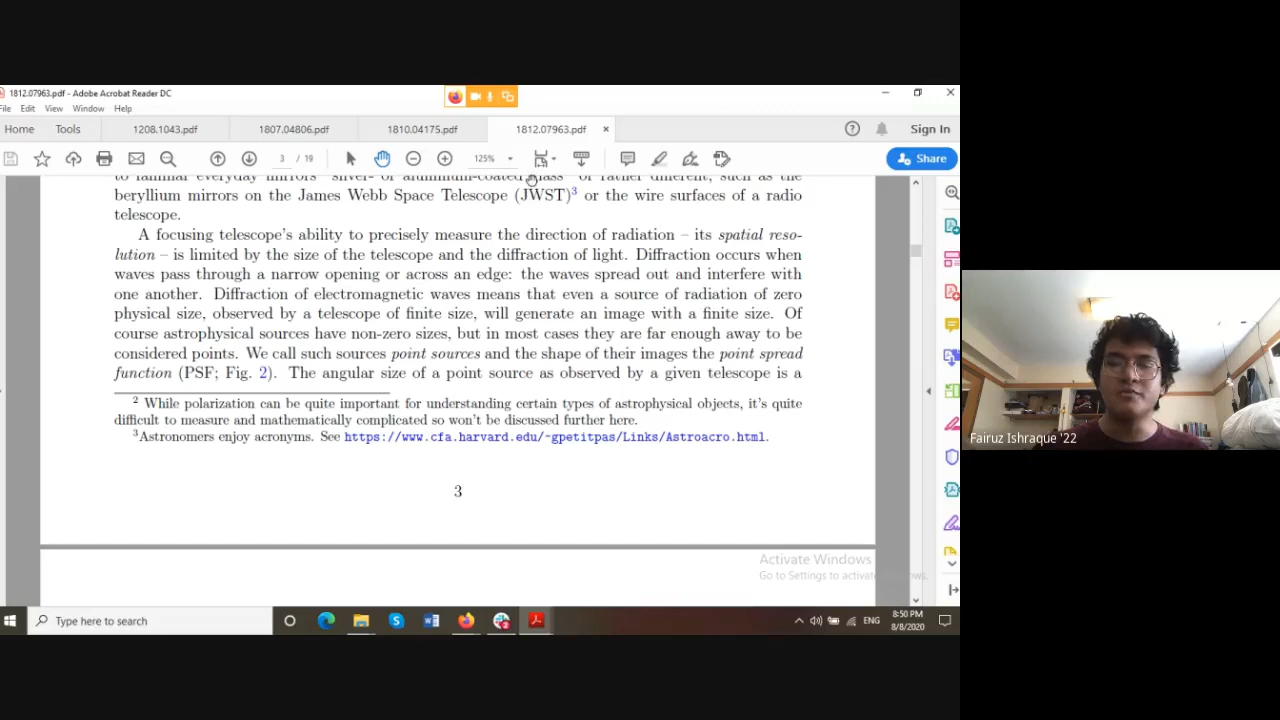 1812.07963.pdf - Adobe Acrobat Reader DC
File Edit View Window Help
Home Tools 1208.1043.pdf 1807.04806.pdf 1810.04175.pdf 1812.07963.pdf × Sign In
3 / 19 125% Share
to familiar everyday mirrors
beryllium mirrors on the James Webb Space Telescope (JWST)3 or the wire surfaces of a radio
telescope.
A focusing telescope's ability to precisely measure the direction of radiation – its spatial reso-
lution – is limited by the size of the telescope and the diffraction of light. Diffraction occurs when
waves pass through a narrow opening or across an edge: the waves spread out and interfere with
one another. Diffraction of electromagnetic waves means that even a source of radiation of zero
physical size, observed by a telescope of finite size, will generate an image with a finite size. Of
course astrophysical sources have non-zero sizes, but in most cases they are far enough away to be
considered points. We call such sources point sources and the shape of their images the point spread
function (PSF; Fig. 2). The angular size of a point source as observed by a given telescope is a
2 While polarization can be quite important for understanding certain types of astrophysical objects, it's quite
difficult to measure and mathematically complicated so won't be discussed further here.
3Astronomers enjoy acronyms. See https://www.cfa.harvard.edu/~gpetitpas/Links/Astroacro.html.
3
Activate Windows
Go to Settings to activate Windows.
Type here to search
ENG
8:50 PM
8/8/2020
Fairuz Ishraque '22